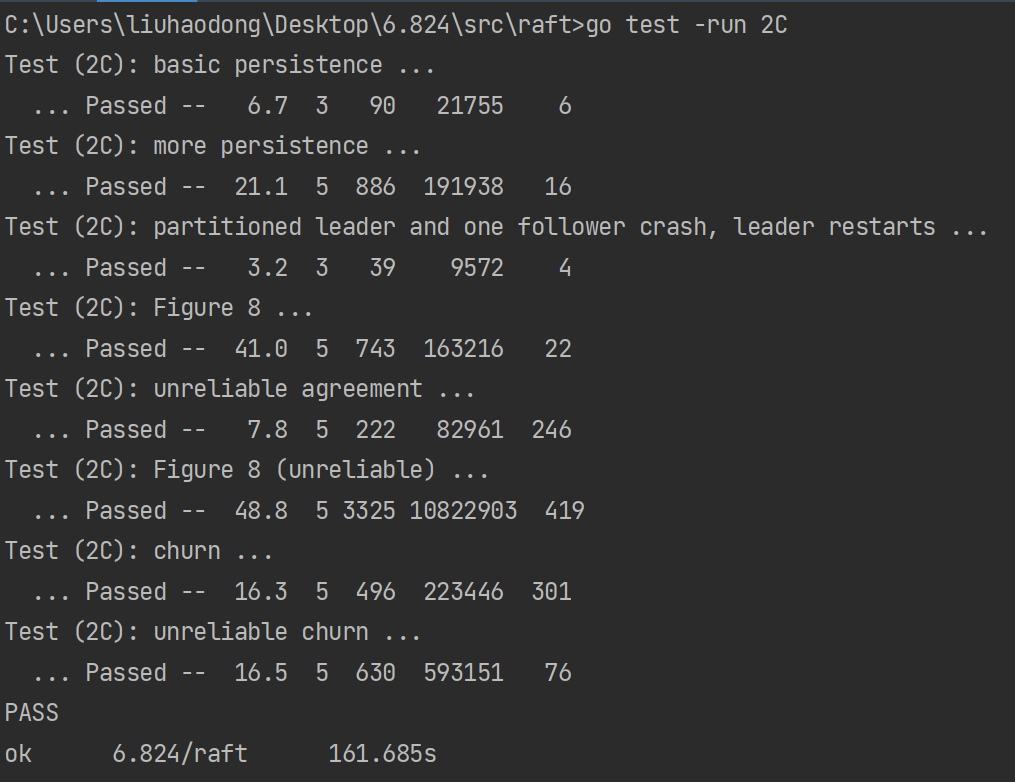 C:\Users\liuhaodong\Desktop\6.824\src\raft>go test -run 2C
Test (2C): basic persistence ...
  ... Passed --   6.7  3   90   21755    6
Test (2C): more persistence ...
  ... Passed --  21.1  5  886  191938   16
Test (2C): partitioned leader and one follower crash, leader restarts ...
  ... Passed --   3.2  3   39    9572    4
Test (2C): Figure 8 ...
  ... Passed --  41.0  5  743  163216   22
Test (2C): unreliable agreement ...
  ... Passed --   7.8  5  222   82961  246
Test (2C): Figure 8 (unreliable) ...
  ... Passed --  48.8  5 3325 10822903  419
Test (2C): churn ...
  ... Passed --  16.3  5  496  223446  301
Test (2C): unreliable churn ...
  ... Passed --  16.5  5  630  593151   76
PASS
ok      6.824/raft      161.685s